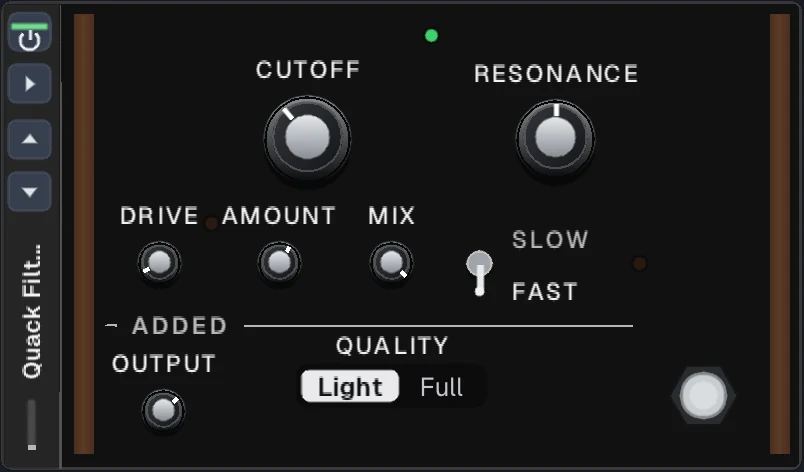 CUTOFF
RESONANCE
DRIVE AMOUNT MIX
SLOW
FAST
ADDED
QUALITY
OUTPUT
Light Full
Quack Filt...